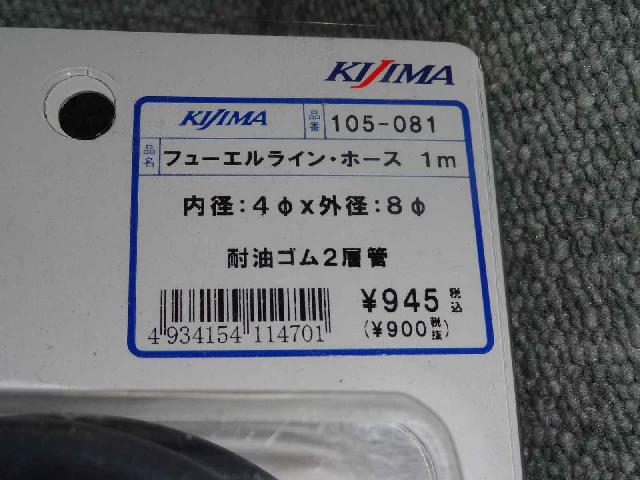 KIJIMA
KIJIMA 品番 105-081
品名 フューエルライン・ホース 1m
内径:4φx外径:8φ
耐油ゴム2層管
¥945 税込
(¥900 税抜)
4 934154 114701